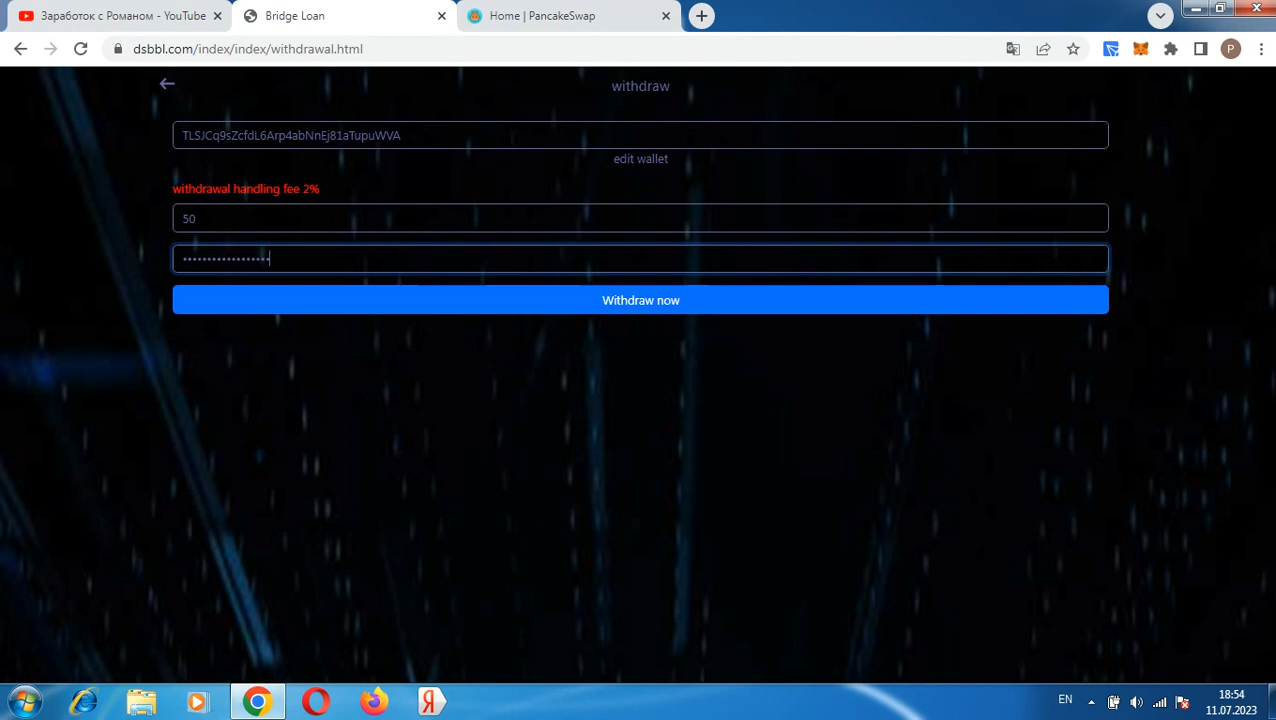 Заработок с Романом - YouTube
Bridge Loan
Home | PancakeSwap
dsbbl.com/index/index/withdrawal.html
P
withdraw
TLSJCq9sZcfdL6Arp4abNnEj81aTupuWVA
edit wallet
withdrawal handling fee 2%
50
••••••••••••••••••
Withdraw now
EN
18:54
11.07.2023